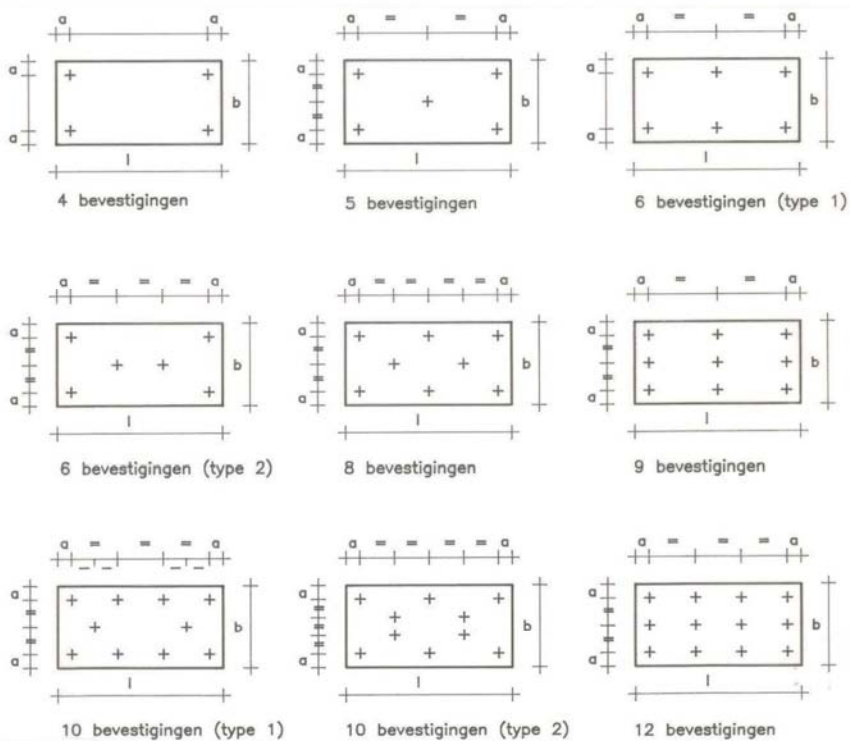 a a a = = a a = = a
a a a
b b b
a a a
l l l
4 bevestigingen 5 bevestigingen 6 bevestigingen (type 1)
a = = = a a = = = = a a = = a
a a a
= = =
b b b
= = =
a a a
l l l
6 bevestigingen (type 2) 8 bevestigingen 9 bevestigingen
a = = = a a = = = = a a = = = a
a a a
= = =
b b b
= = =
a a a
l l l
10 bevestigingen (type 1) 10 bevestigingen (type 2) 12 bevestigingen